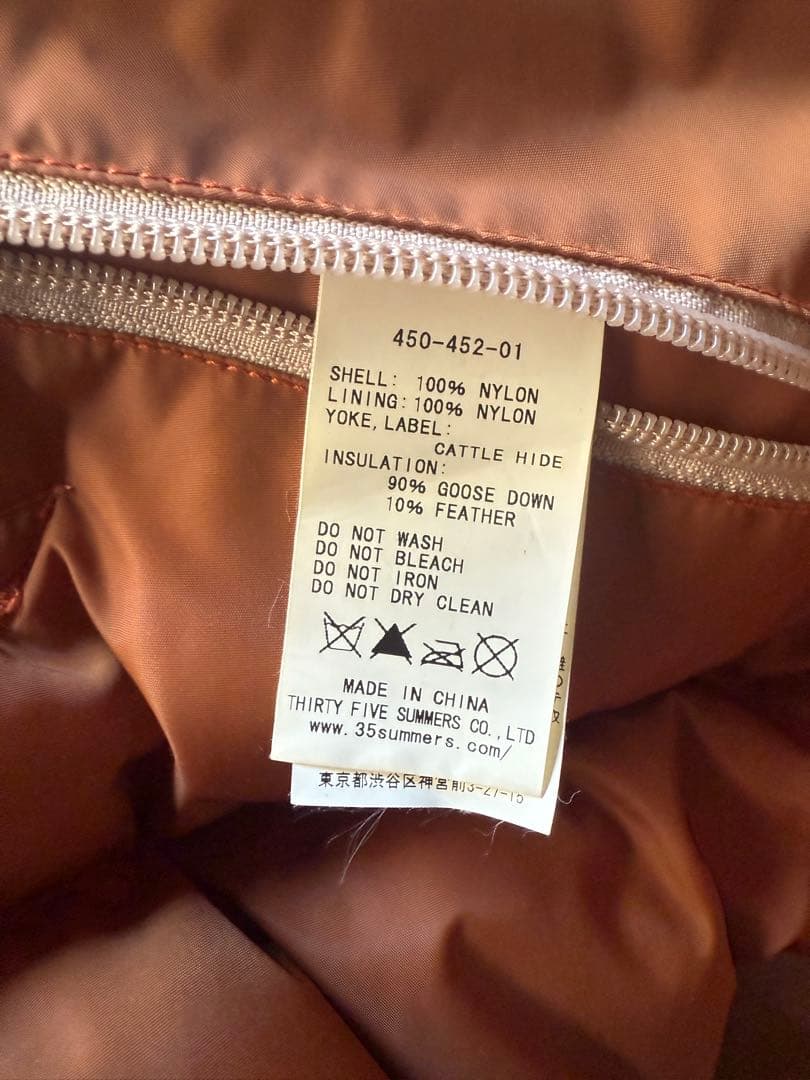 450-452-01
SHELL: 100% NYLON
LINING:100% NYLON
YOKE,LABEL:
CATTLE HIDE
INSULATION:
90% GOOSE DOWN
10% FEATHER
DO NOT WASH
DO NOT BLEACH
DO NOT IRON
DO NOT DRY CLEAN
MADE IN CHINA
THIRTY FIVE SUMMERS CO.,LTD
www.35summers.com/
東京都渋谷区神宮前3-27-15